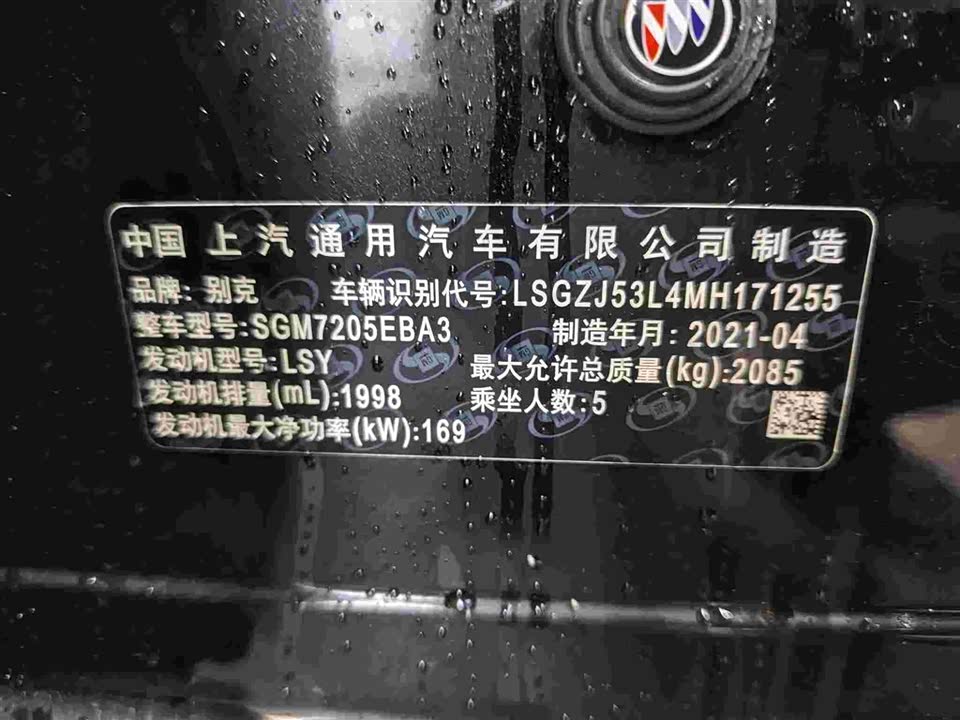 中国 上汽通用汽车有限公司制造
品牌: 别克 车辆识别代号:LSGZJ53L4MH171255
整车型号:SGM7205EBA3 制造年月: 2021-04
发动机型号:LSY 最大允许总质量(kg):2085
发动机排量(mL):1998 乘坐人数:5
发动机最大净功率(kW):169